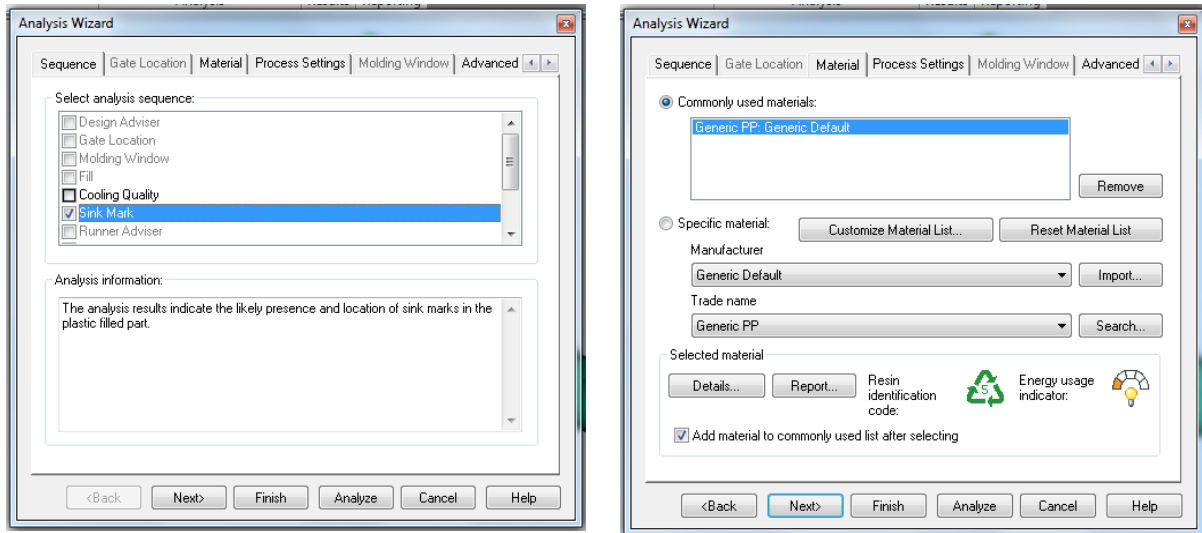 Analysis Wizard
Sequence Gate Location Material Process Settings Molding Window Advanced
Select analysis sequence:
Design Adviser
Gate Location
Molding Window
Fill
Cooling Quality
Sink Mark
Runner Adviser
Analysis information:
The analysis results indicate the likely presence and location of sink marks in the
plastic filled part.
<Back Next> Finish Analyze Cancel Help
Analysis Wizard
Sequence Gate Location Material Process Settings Molding Window Advanced
Commonly used materials:
Generic PP: Generic Default
Remove
Specific material: Customize Material List... Reset Material List
Manufacturer
Generic Default Import...
Trade name
Generic PP Search...
Selected material
Details... Report... Resin
identification
code:
5
Energy usage
indicator:
Add material to commonly used list after selecting
<Back Next> Finish Analyze Cancel Help